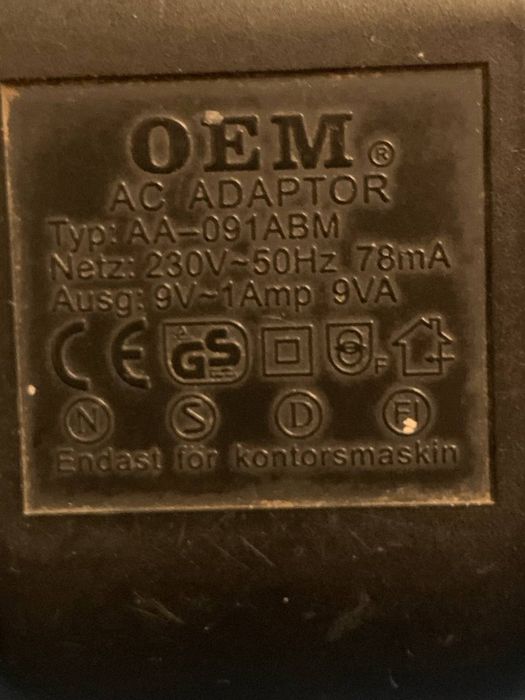 OEM®
AC ADAPTOR
Typ: AA-091ABM
Netz: 230V~50Hz 78mA
Ausg: 9V~1Amp 9VA
CE GS F
N S D FI
Endast för kontorsmaskin